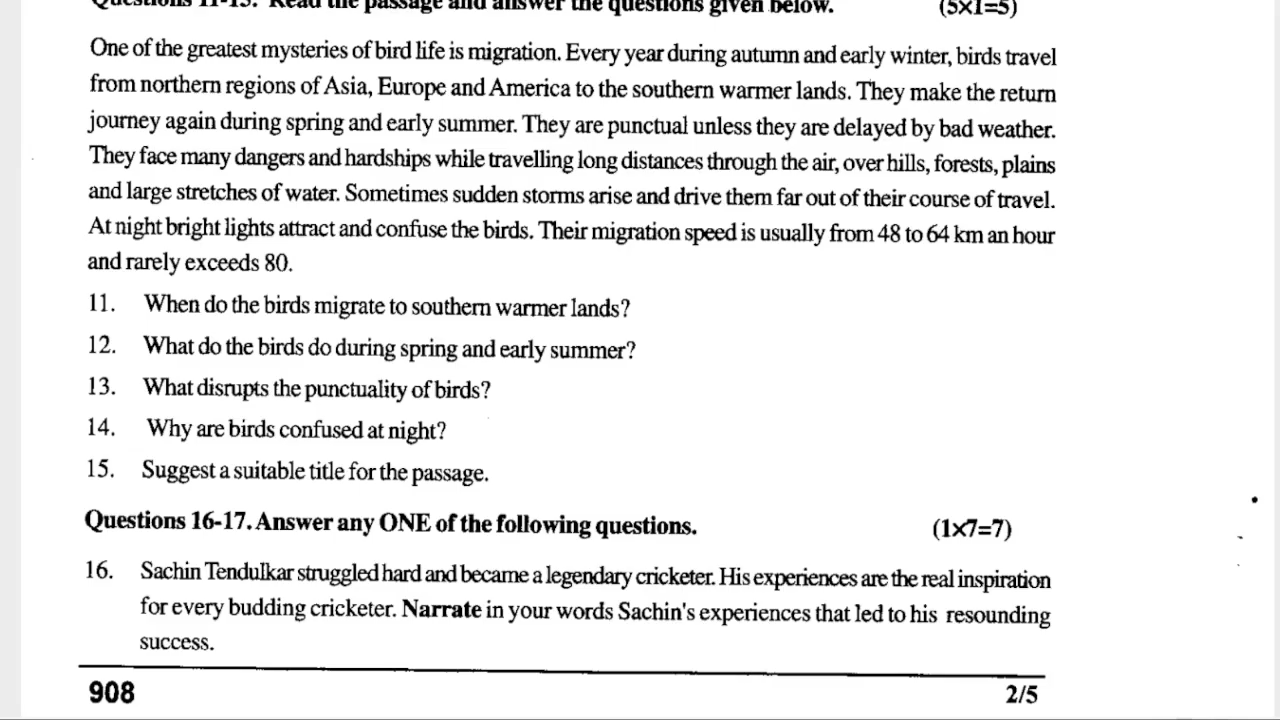 Questions 11-15. Read the passage and answer the questions given below. (5x1=5)
One of the greatest mysteries of bird life is migration. Every year during autumn and early winter, birds travel
from northern regions of Asia, Europe and America to the southern warmer lands. They make the return
journey again during spring and early summer. They are punctual unless they are delayed by bad weather.
They face many dangers and hardships while travelling long distances through the air, over hills, forests, plains
and large stretches of water. Sometimes sudden storms arise and drive them far out of their course of travel.
At night bright lights attract and confuse the birds. Their migration speed is usually from 48 to 64 km an hour
and rarely exceeds 80.
11. When do the birds migrate to southern warmer lands?
12. What do the birds do during spring and early summer?
13. What disrupts the punctuality of birds?
14. Why are birds confused at night?
15. Suggest a suitable title for the passage.
Questions 16-17. Answer any ONE of the following questions. (1x7=7)
16. Sachin Tendulkar struggled hard and became a legendary cricketer. His experiences are the real inspiration
for every budding cricketer. Narrate in your words Sachin's experiences that led to his resounding
success.
908 2/5